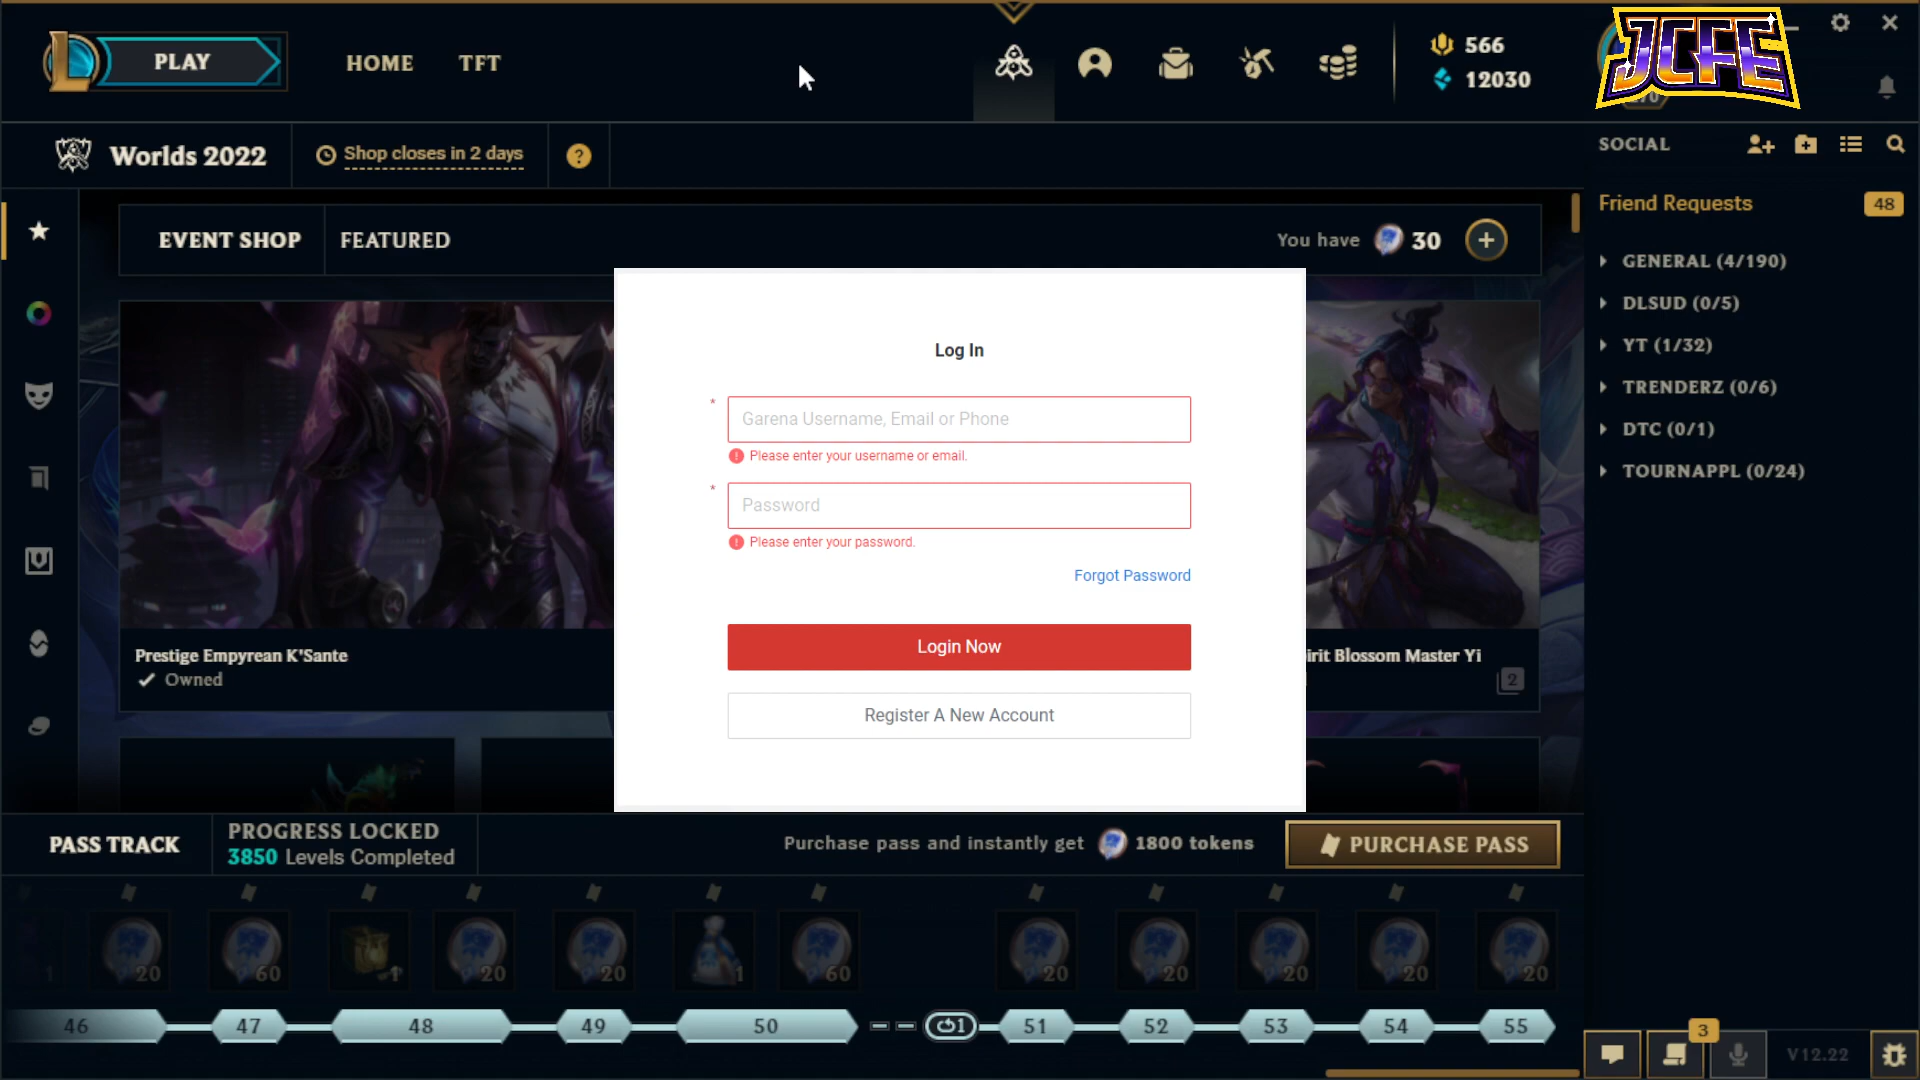 PLAY
HOME
TFT
566
12030
JCFE
Worlds 2022
Shop closes in 2 days
?
SOCIAL
EVENT SHOP
FEATURED
You have 30
Friend Requests
48
GENERAL (4/190)
DLSUD (0/5)
YT (1/32)
TRENDERZ (0/6)
DTC (0/1)
TOURNAPPL (0/24)
Log In
* Garena Username, Email or Phone
Please enter your username or email.
* Password
Please enter your password.
Forgot Password
Login Now
Register A New Account
Prestige Empyrean K'Sante
Owned
irit Blossom Master Yi
2
PASS TRACK
PROGRESS LOCKED
3850 Levels Completed
Purchase pass and instantly get 1800 tokens
PURCHASE PASS
1 20 60 1 20 20 1 60 20 20 20 20 20
46 47 48 49 50 1 51 52 53 54 55
3
V12.22